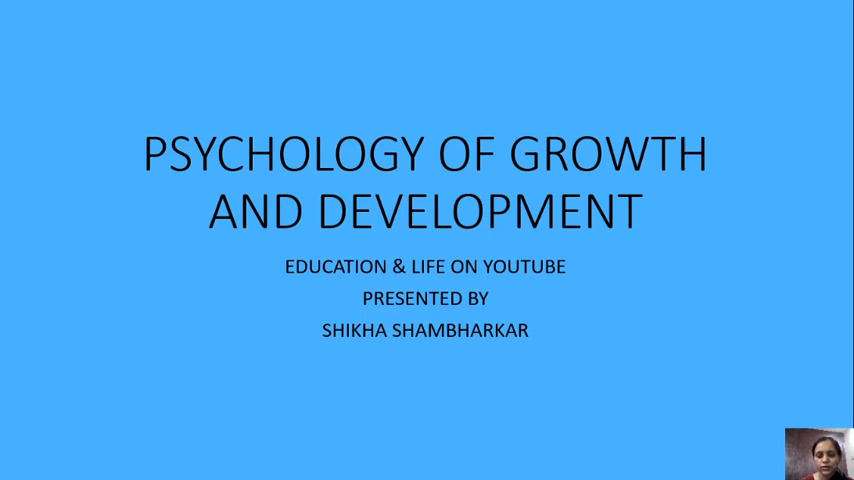 PSYCHOLOGY OF GROWTH
AND DEVELOPMENT
EDUCATION & LIFE ON YOUTUBE
PRESENTED BY
SHIKHA SHAMBHARKAR